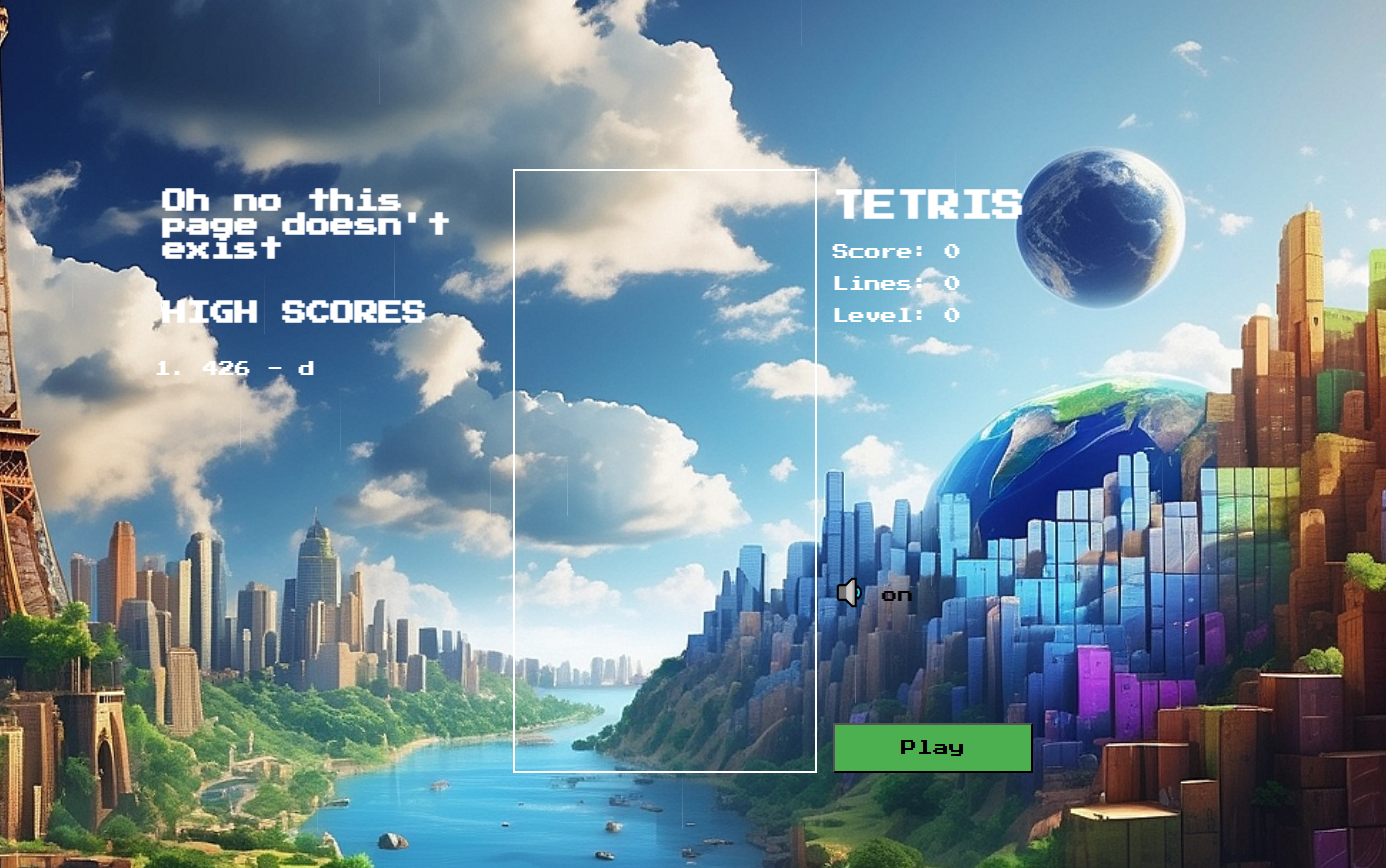 Oh no this
page doesn't
exist
HIGH SCORES
1. 426 - d
TETRIS
Score: 0
Lines: 0
Level: 0
on
Play